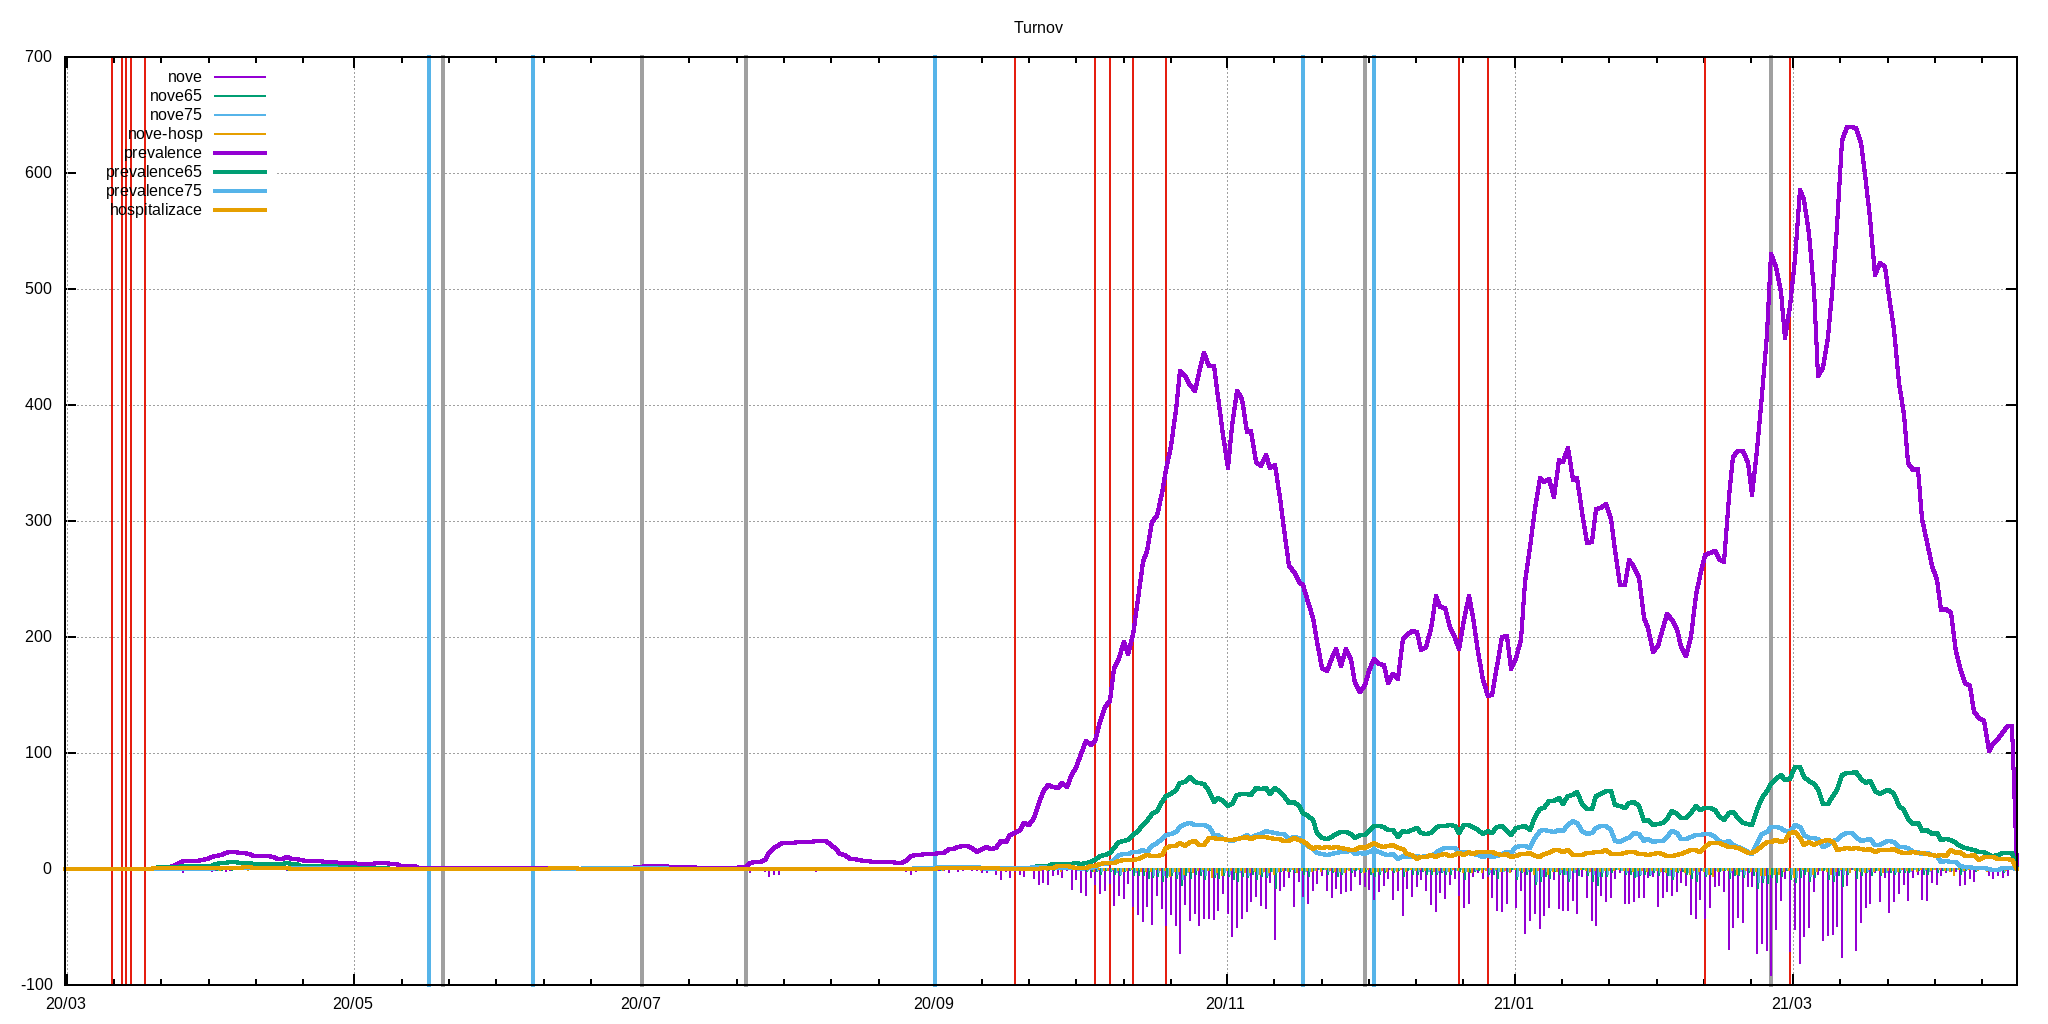 Turnov
700
600
500
400
300
200
100
0
-100
nove
nove65
nove75
nove-hosp
prevalence
prevalence65
prevalence75
hospitalizace
20/03 20/05 20/07 20/09 20/11 21/01 21/03